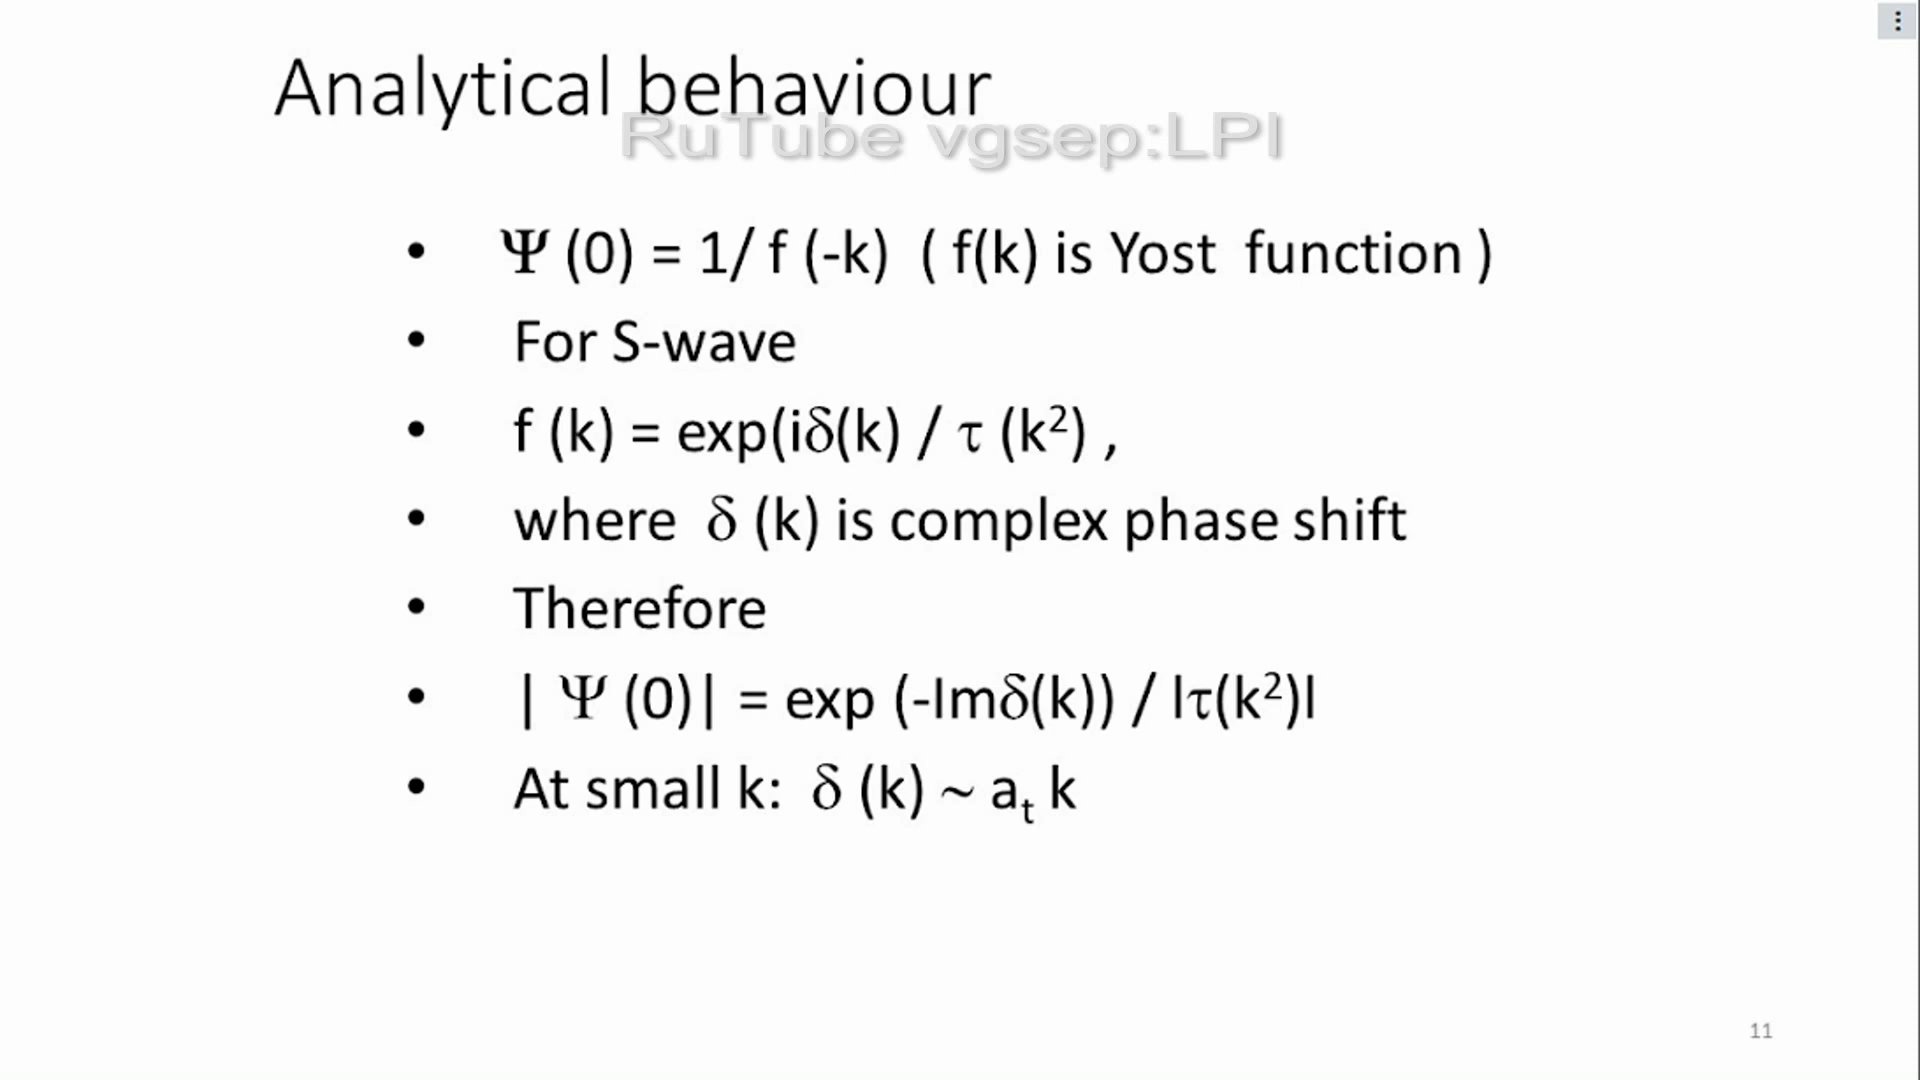 Analytical behaviour
RuTube vgsep:LPI
• Ψ (0) = 1/ f (-k) ( f(k) is Yost function )
• For S-wave
• f (k) = exp(iδ(k) / τ (k²) ,
• where δ (k) is complex phase shift
• Therefore
• | Ψ (0)| = exp (-Imδ(k)) / lτ(k²)l
• At small k: δ (k) ~ aₜ k
11